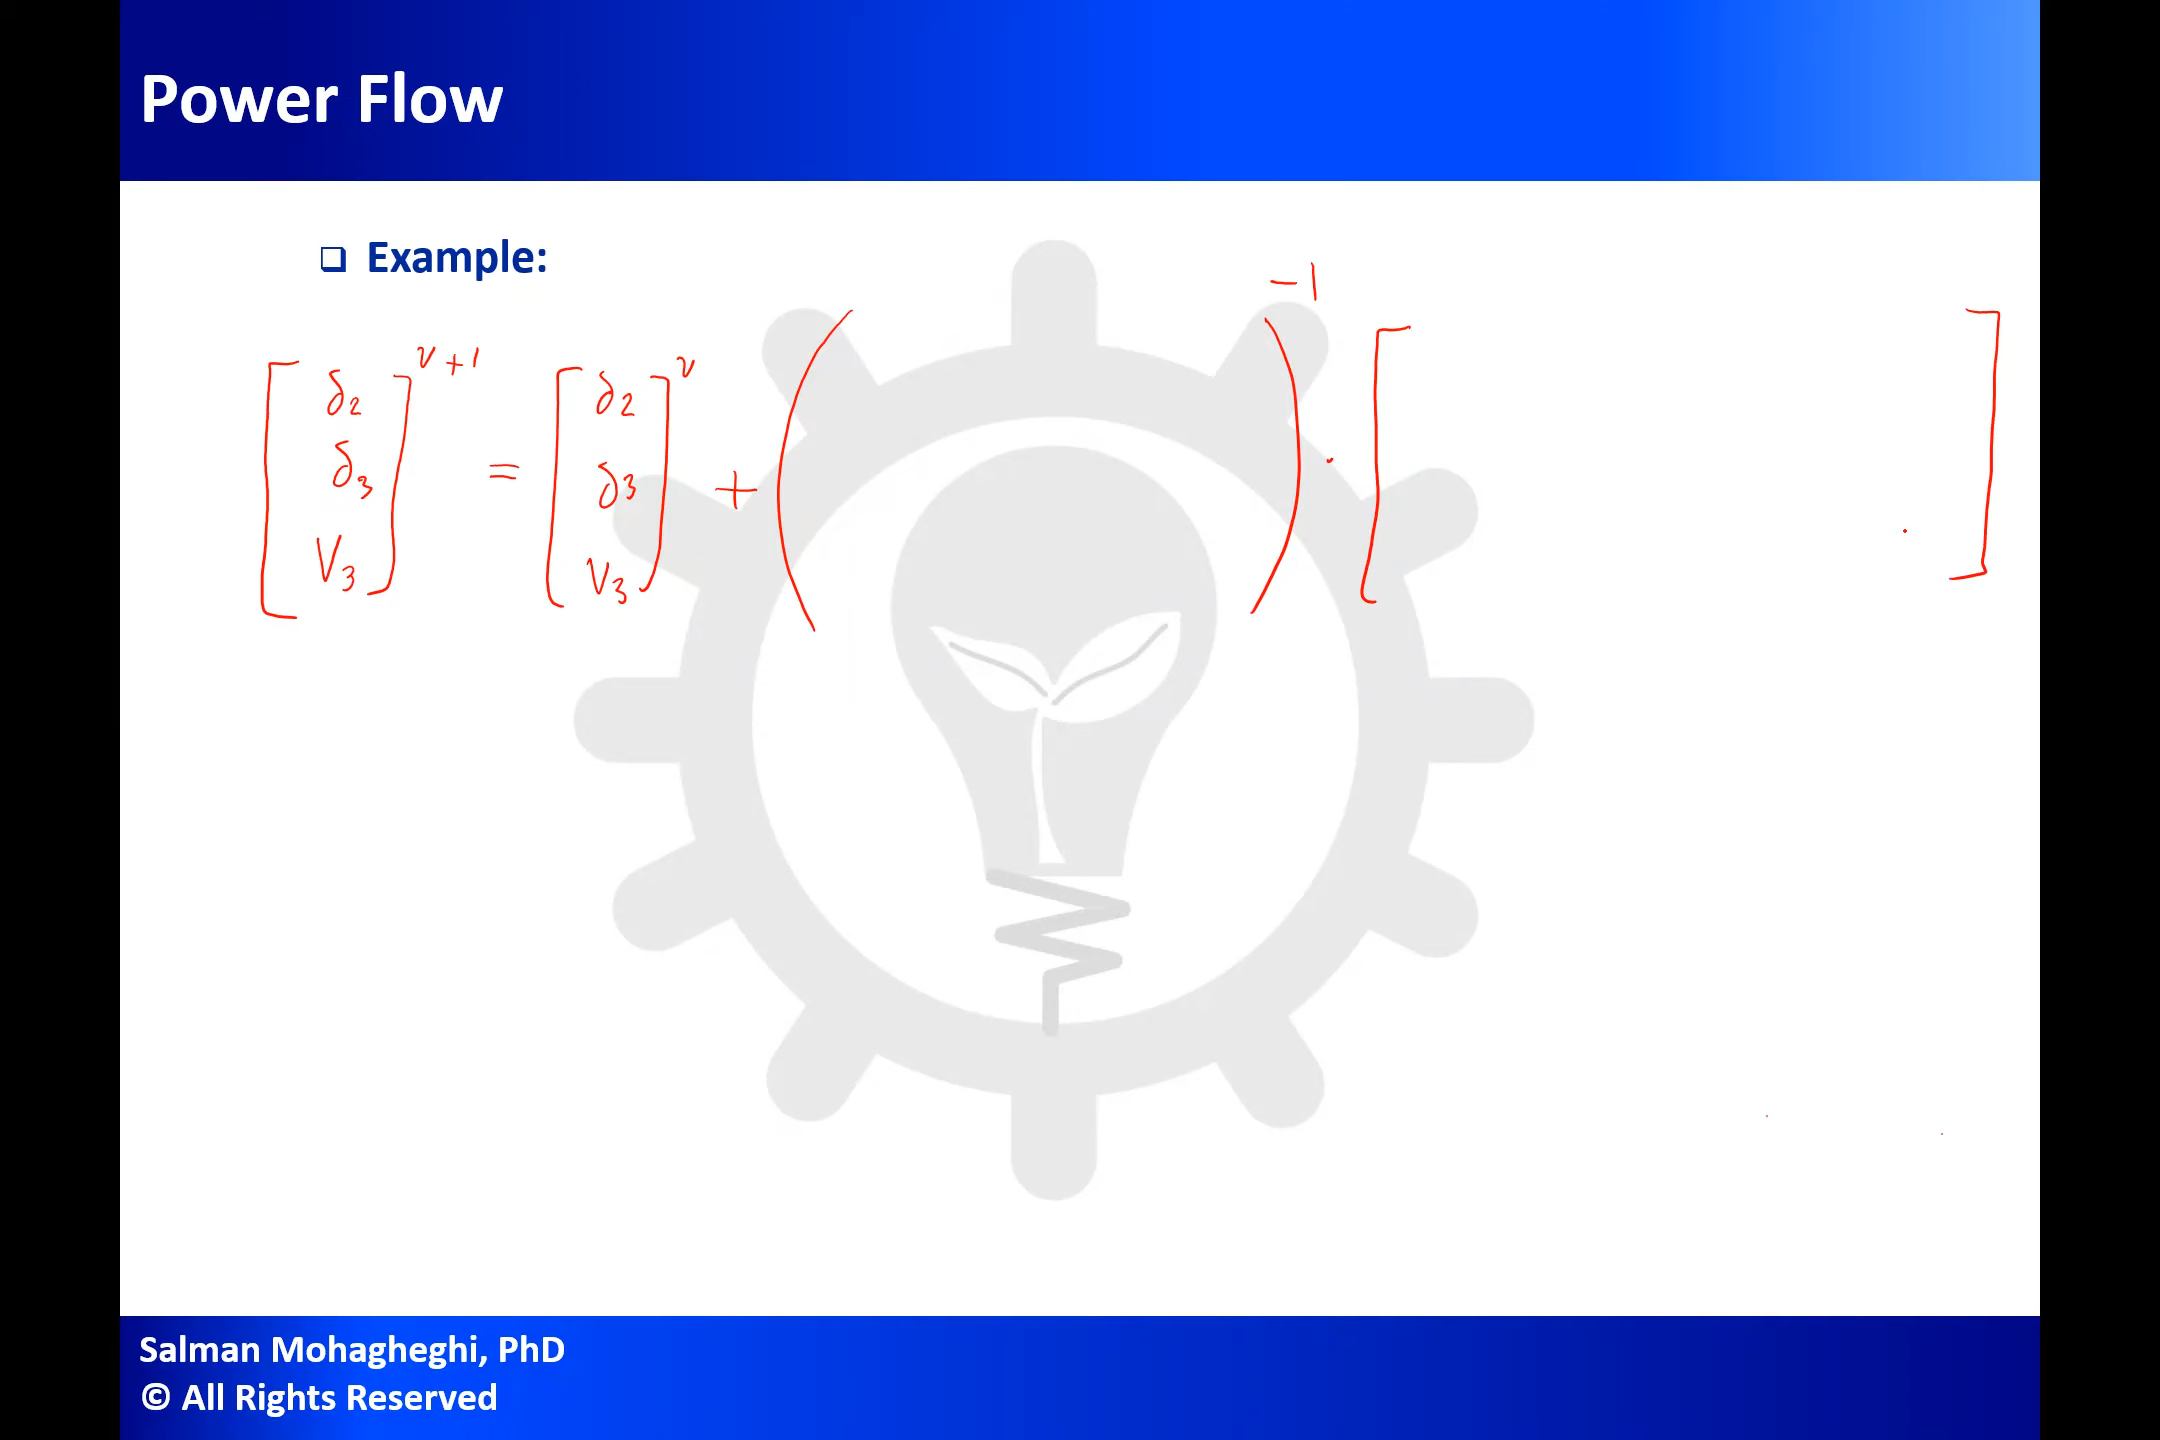 Power Flow
❑ Example:
[δ2 δ3 V3]^(ν+1) = [δ2 δ3 V3]^ν + ( )^-1 · [ ]
Salman Mohagheghi, PhD
© All Rights Reserved